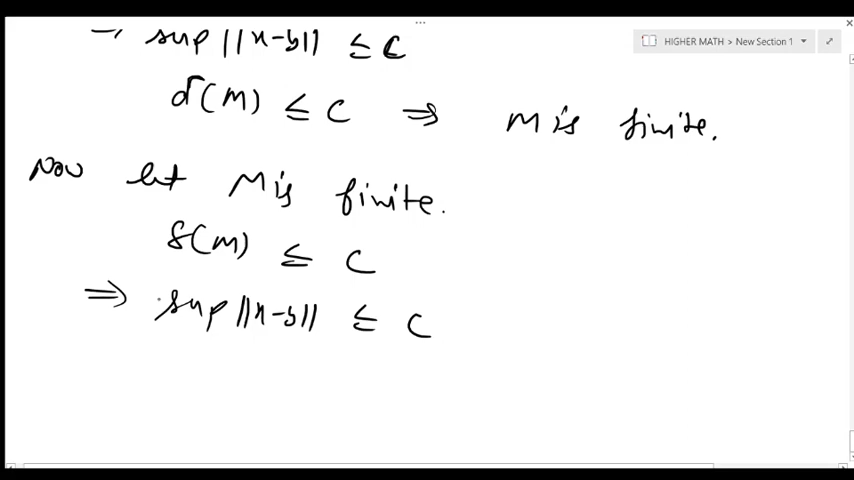 ⇒ sup ||x-y|| ≤ C
HIGHER MATH > New Section 1
δ(M) ≤ C ⇒ M is finite.
Now let M is finite.
δ(M) ≤ C
⇒ sup ||x-y|| ≤ C